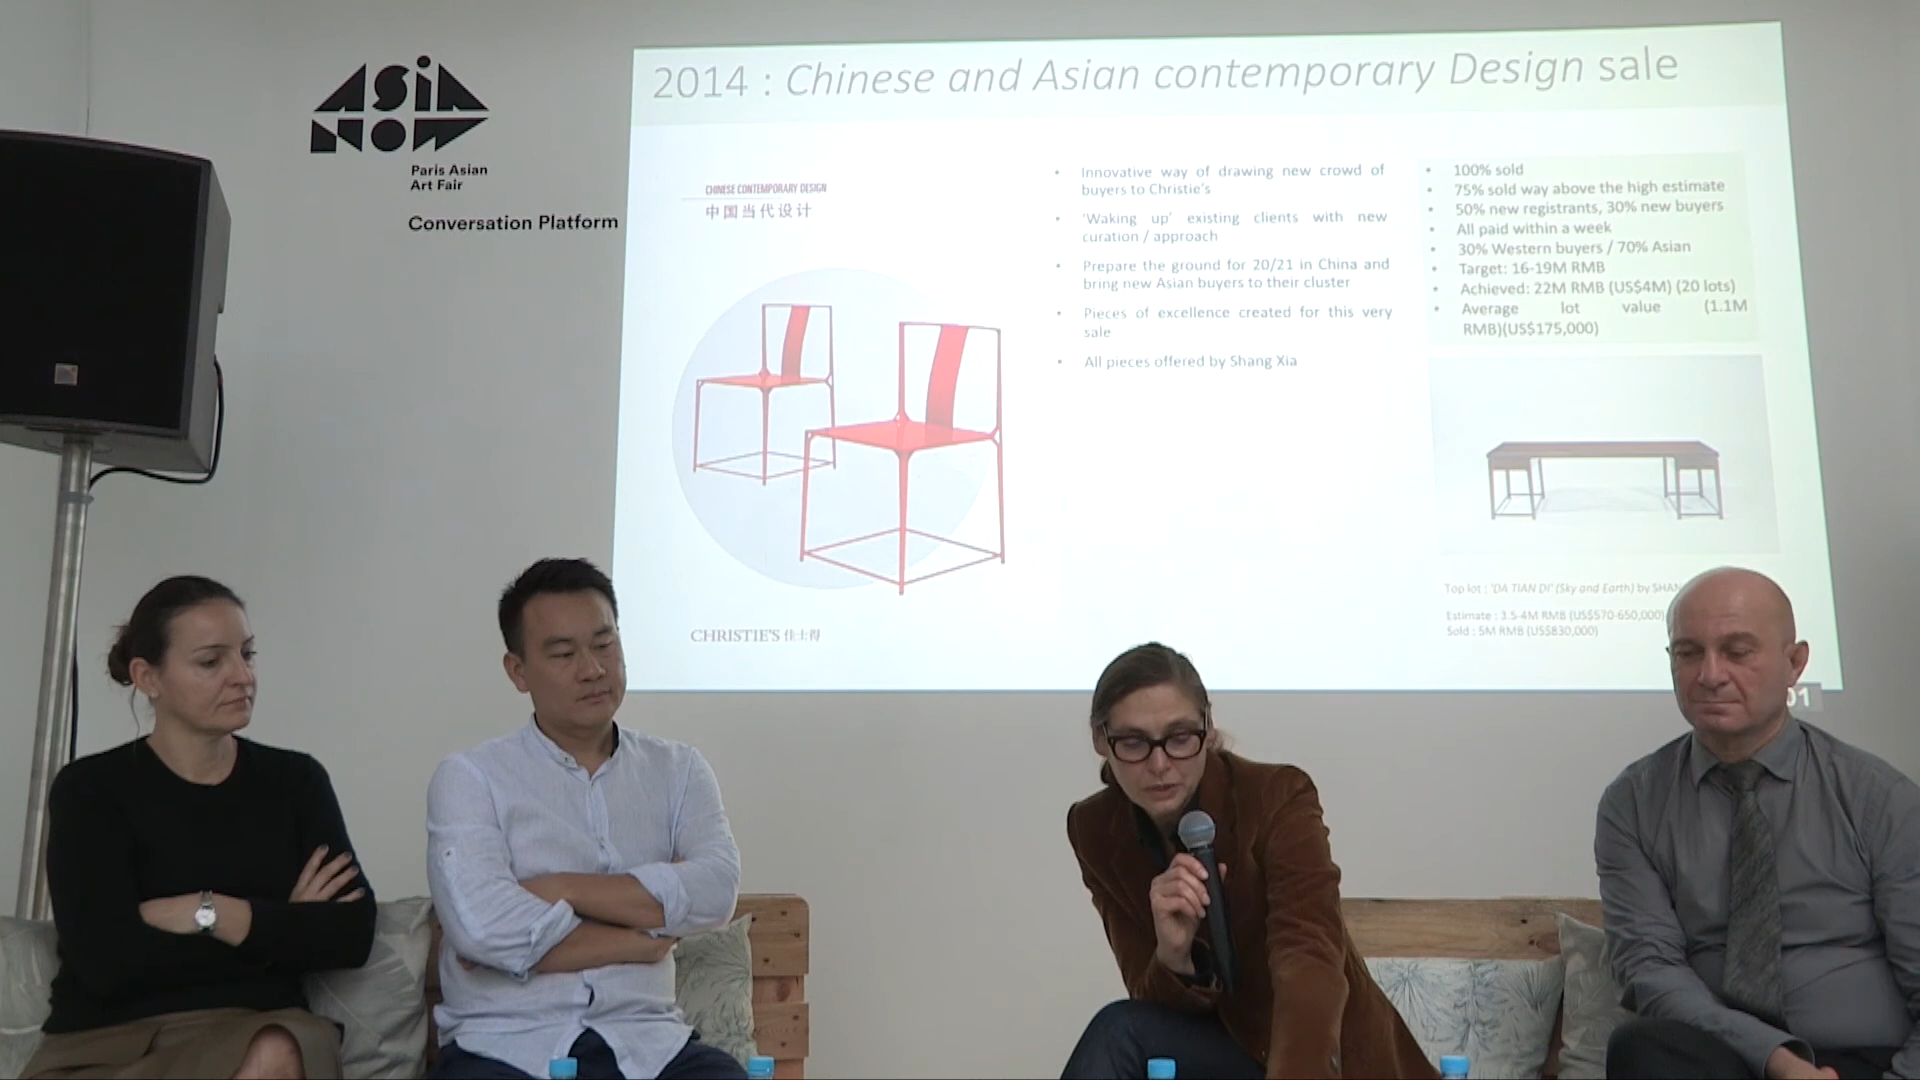 ASiA
NOW
Paris Asian
Art Fair
Conversation Platform
2014 : Chinese and Asian contemporary Design sale
CHINESE CONTEMPORARY DESIGN
中国当代设计
CHRISTIE'S 佳士得
• Innovative way of drawing new crowd of
buyers to Christie's
• 'Waking up' existing clients with new
curation / approach
• Prepare the ground for 20/21 in China and
bring new Asian buyers to their cluster
• Pieces of excellence created for this very
sale
• All pieces offered by Shang Xia
• 100% sold
• 75% sold way above the high estimate
• 50% new registrants, 30% new buyers
• All paid within a week
• 30% Western buyers / 70% Asian
• Target: 16-19M RMB
• Achieved: 22M RMB (US$4M) (20 lots)
• Average lot value (1.1M
RMB)(US$175,000)
Top lot : 'DA TIAN DI' (Sky and Earth) by SHAN
Estimate : 3.5-4M RMB (US$570-650,000)
Sold : 5M RMB (US$830,000)
01